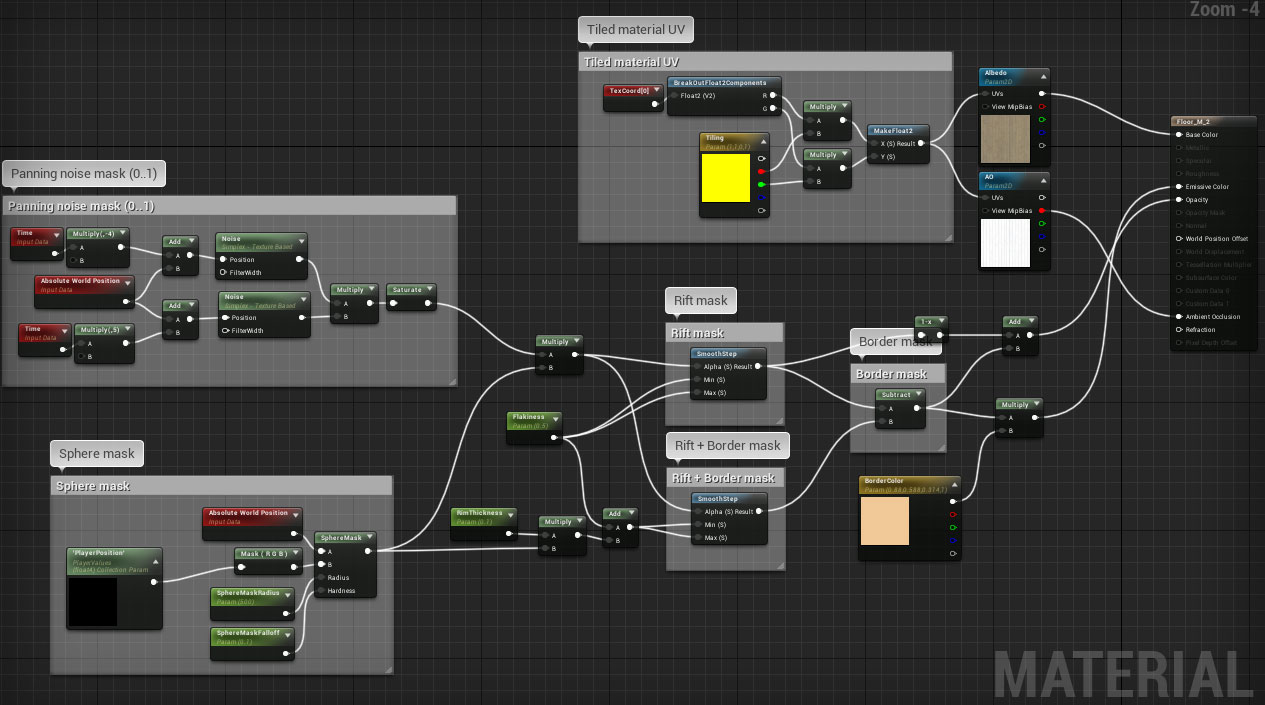 Zoom -4
Tiled material UV
Tiled material UV
TexCoord[0]
BreakOutFloat2Components
Float2 (V2)
R
G
Multiply
A
B
Tiling
Param (1,1,0,1)
Multiply
A
B
MakeFloat2
X (S) Result
Y (S)
Albedo
Param2D
UVs
View MipBias
AO
Param2D
UVs
View MipBias
Floor_M_2
Base Color
Metallic
Specular
Roughness
Emissive Color
Opacity
Opacity Mask
Normal
World Position Offset
World Displacement
Tessellation Multiplier
Subsurface Color
Custom Data 0
Custom Data 1
Ambient Occlusion
Refraction
Pixel Depth Offset
Panning noise mask (0..1)
Panning noise mask (0..1)
Time
Input Data
Multiply(,-4)
A
B
Absolute World Position
Input Data
Time
Input Data
Multiply(,5)
A
B
Add
A
B
Add
A
B
Noise
Simplex - Texture Based
Position
FilterWidth
Noise
Simplex - Texture Based
Position
FilterWidth
Multiply
A
B
Saturate
Multiply
A
B
Flakiness
Param (0.5)
Rift mask
Rift mask
SmoothStep
Alpha (S) Result
Min (S)
Max (S)
Rift + Border mask
Rift + Border mask
SmoothStep
Alpha (S) Result
Min (S)
Max (S)
Border mask
Border mask
Subtract
A
B
1-x
Add
A
B
Multiply
A
B
BorderColor
Param (0.88,0.588,0.314,1)
Sphere mask
Sphere mask
Absolute World Position
Input Data
'PlayerPosition'
PlayerValues
(float4) Collection Param
Mask ( R G B )
SphereMaskRadius
Param (500)
SphereMaskFalloff
Param (0.1)
SphereMask
A
B
Radius
Hardness
RimThickness
Param (0.1)
Multiply
A
B
Add
A
B
MATERIAL